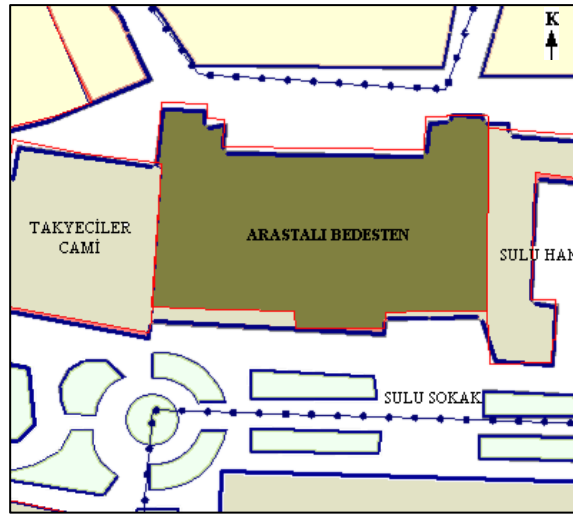 K
TAKYECİLER
CAMİ
ARASTALI BEDESTEN
SULU HAN
SULU SOKAK